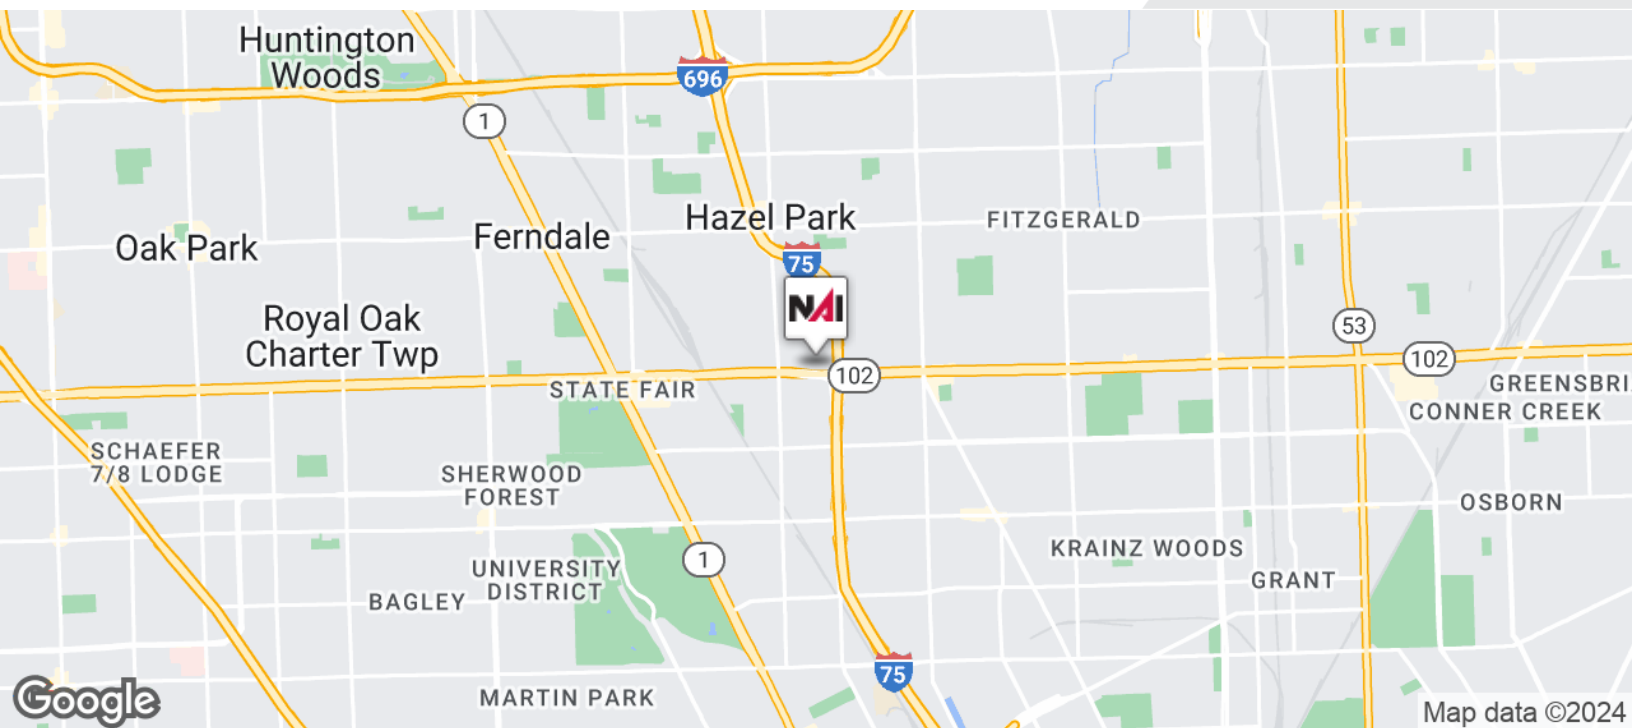 Huntington
Woods
696
1
Hazel Park
FITZGERALD
Ferndale
Oak Park
75
NAI
Royal Oak
Charter Twp
53
102
102
STATE FAIR
GREENSBRI
CONNER CREEK
SCHAEFER
7/8 LODGE
SHERWOOD
FOREST
OSBORN
KRAINZ WOODS
1
UNIVERSITY
DISTRICT
GRANT
BAGLEY
75
MARTIN PARK
Google
Map data ©2024